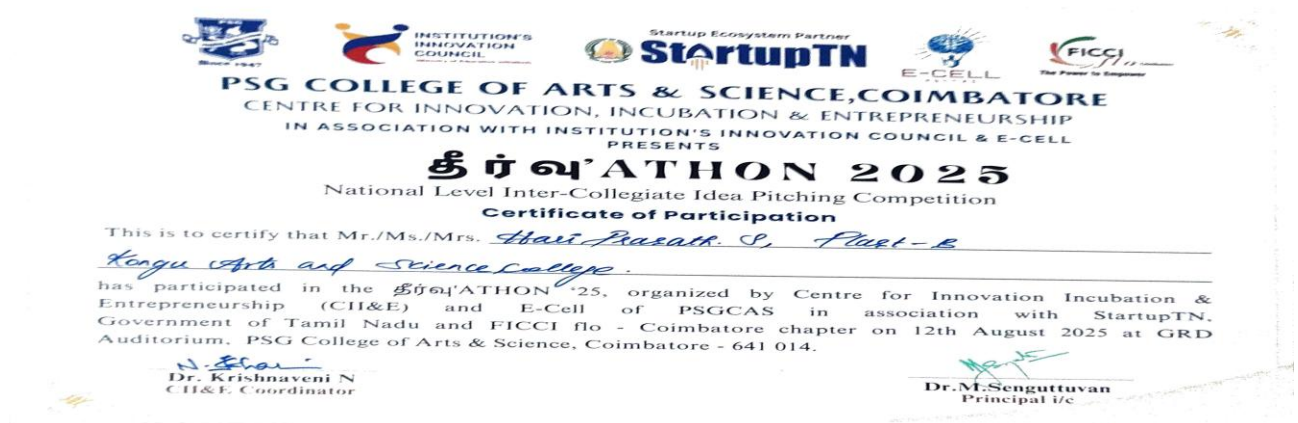 PSG
Since 1947
INSTITUTION'S
INNOVATION
COUNCIL
Startup Ecosystem Partner
StartupTN
E-CELL
FICCI
The Power to Empower
PSG COLLEGE OF ARTS & SCIENCE,COIMBATORE
CENTRE FOR INNOVATION, INCUBATION & ENTREPRENEURSHIP
IN ASSOCIATION WITH INSTITUTION'S INNOVATION COUNCIL & E-CELL
PRESENTS
தீர்வு'ATHON 2025
National Level Inter-Collegiate Idea Pitching Competition
Certificate of Participation
This is to certify that Mr./Ms./Mrs. Hari Prasath. S,
Kongu Arts and Science College.
has participated in the தீர்வு'ATHON '25, organized by Centre for Innovation Incubation &
Entrepreneurship (CII&E) and E-Cell of PSGCAS in association with StartupTN,
Government of Tamil Nadu and FICCI flo - Coimbatore chapter on 12th August 2025 at GRD
Auditorium, PSG College of Arts & Science, Coimbatore - 641 014.
Dr. Krishnaveni N
CII&E Coordinator
Dr.M.Senguttuvan
Principal i/c